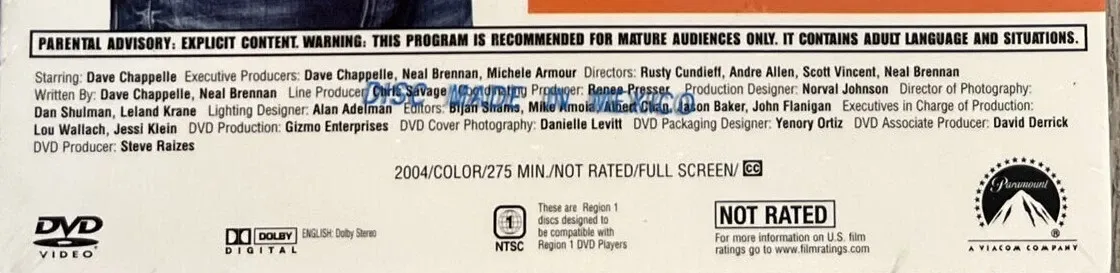 PARENTAL ADVISORY: EXPLICIT CONTENT. WARNING: THIS PROGRAM IS RECOMMENDED FOR MATURE AUDIENCES ONLY. IT CONTAINS ADULT LANGUAGE AND SITUATIONS.
Starring: Dave Chappelle Executive Producers: Dave Chappelle, Neal Brennan, Michele Armour Directors: Rusty Cundieff, Andre Allen, Scott Vincent, Neal Brennan
Written By: Dave Chappelle, Neal Brennan Line Producer: Chris Savage Producer: Renee Presser, Production Designer: Norval Johnson Director of Photography:
DISC MADE IN MEXICO
Dan Shulman, Leland Krane Lighting Designer: Alan Adelman Editors: Bijan Shams, Mike Albert Chan, Jason Baker, John Flanigan Executives in Charge of Production:
Lou Wallach, Jessi Klein DVD Production: Gizmo Enterprises DVD Cover Photography: Danielle Levitt DVD Packaging Designer: Yenory Ortiz DVD Associate Producer: David Derrick
DVD Producer: Steve Raizes
2004/COLOR/275 MIN./NOT RATED/FULL SCREEN/ CC
DVD
VIDEO
DOLBY
DIGITAL
ENGLISH: Dolby Stereo
1
NTSC
These are Region 1
discs designed to
be compatible with
Region 1 DVD Players
NOT RATED
For more information on U.S. film
ratings go to www.filmratings.com
Paramount
®
A VIACOM COMPANY